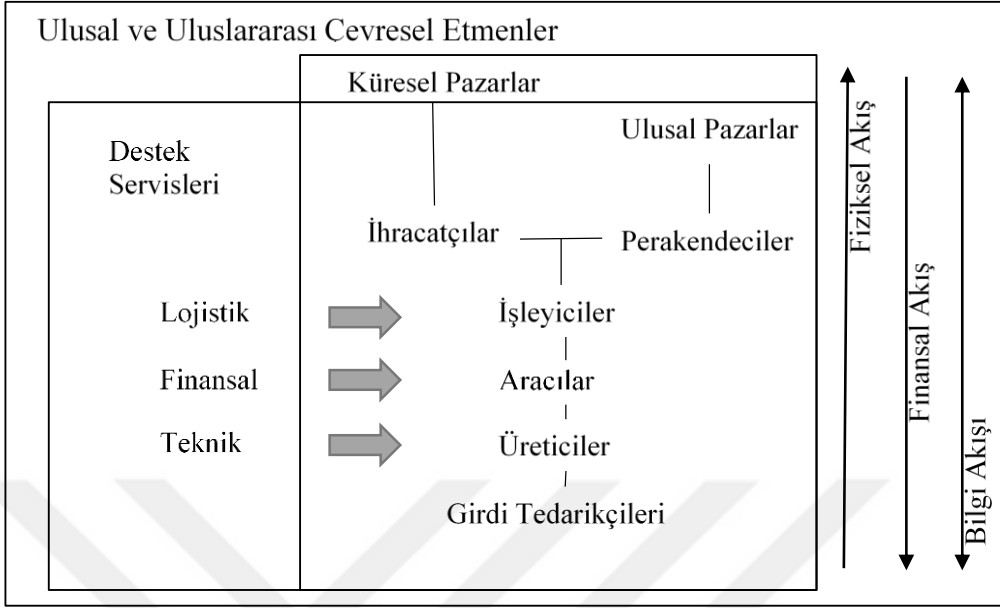 Ulusal ve Uluslararası Çevresel Etmenler
Küresel Pazarlar
Ulusal Pazarlar
Destek
Servisleri
İhracatçılar
Perakendeciler
Lojistik
İşleyiciler
Finansal
Aracılar
Teknik
Üreticiler
Girdi Tedarikçileri
Fiziksel Akış
Finansal Akış
Bilgi Akışı